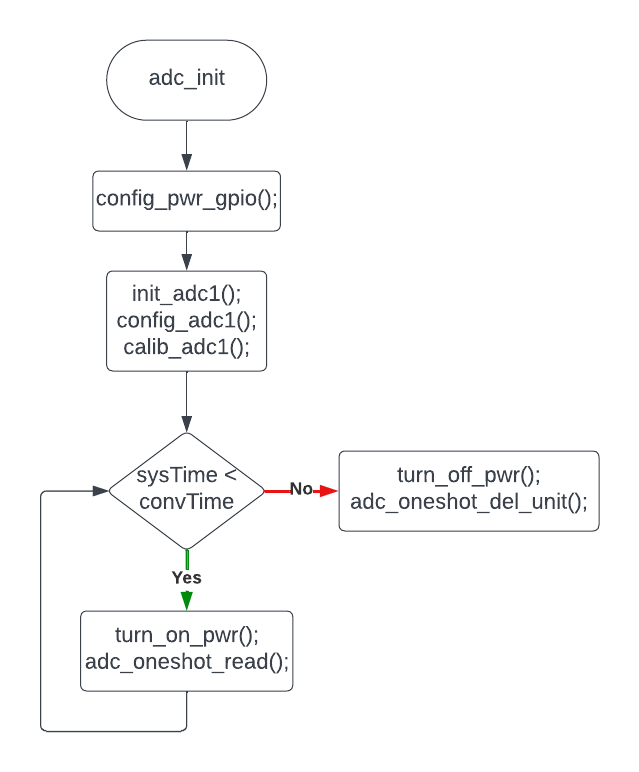 adc_init
config_pwr_gpio();
init_adc1();
config_adc1();
calib_adc1();
sysTime <
convTime
No
turn_off_pwr();
adc_oneshot_del_unit();
Yes
turn_on_pwr();
adc_oneshot_read();